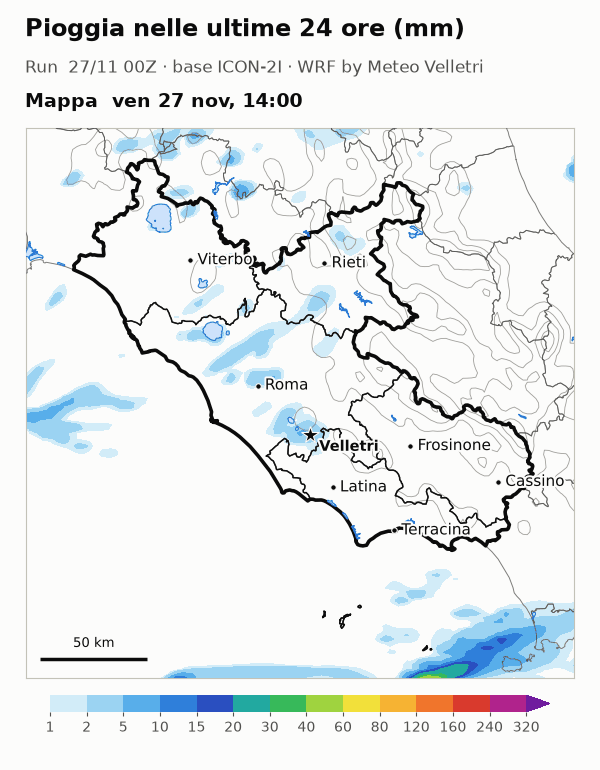 Pioggia nelle ultime 24 ore (mm)
Run  27/11 00Z · base ICON-2I · WRF by Meteo Velletri
Mappa  ven 27 nov, 14:00
Viterbo
Rieti
Roma
Velletri
Frosinone
Cassino
Latina
Terracina
50 km
1 2 5 10 15 20 30 40 60 80 120 160 240 320